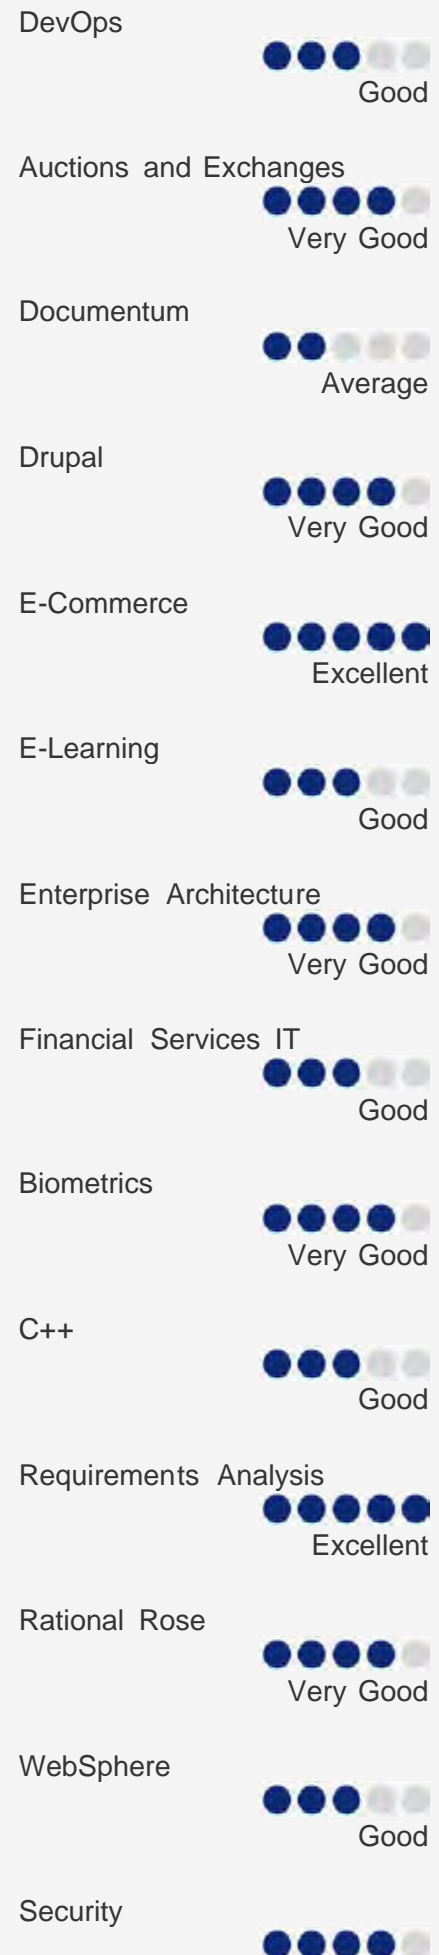 DevOps
Good
Auctions and Exchanges
Very Good
Documentum
Average
Drupal
Very Good
E-Commerce
Excellent
E-Learning
Good
Enterprise Architecture
Very Good
Financial Services IT
Good
Biometrics
Very Good
C++
Good
Requirements Analysis
Excellent
Rational Rose
Very Good
WebSphere
Good
Security